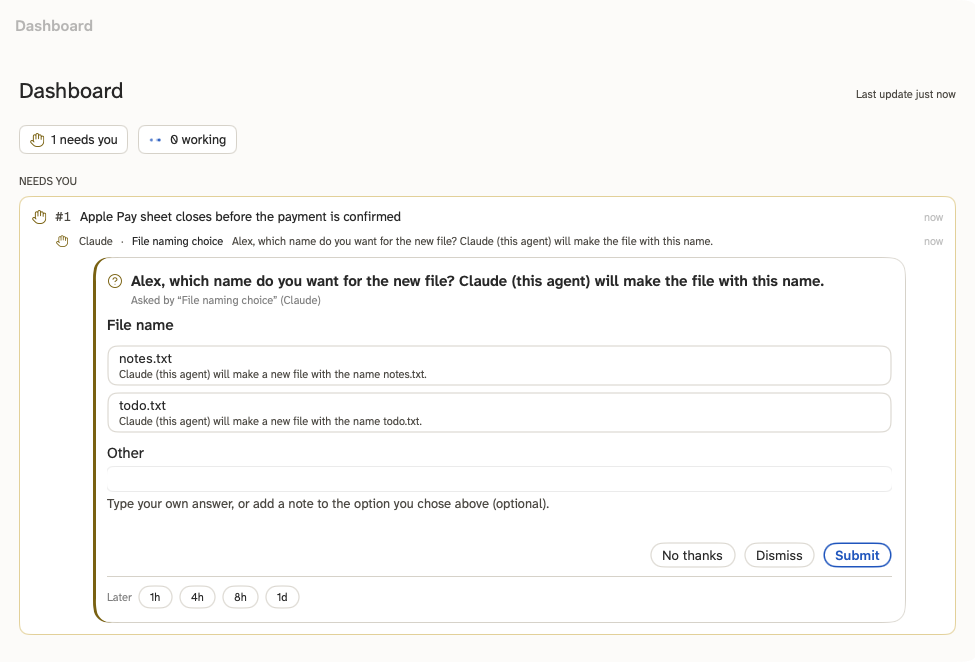 Dashboard
Dashboard
Last update just now
1 needs you
0 working
NEEDS YOU
#1 Apple Pay sheet closes before the payment is confirmed now
Claude · File naming choice Alex, which name do you want for the new file? Claude (this agent) will make the file with this name. now
Alex, which name do you want for the new file? Claude (this agent) will make the file with this name.
Asked by “File naming choice” (Claude)
File name
notes.txt
Claude (this agent) will make a new file with the name notes.txt.
todo.txt
Claude (this agent) will make a new file with the name todo.txt.
Other
Type your own answer, or add a note to the option you chose above (optional).
No thanks Dismiss Submit
Later 1h 4h 8h 1d